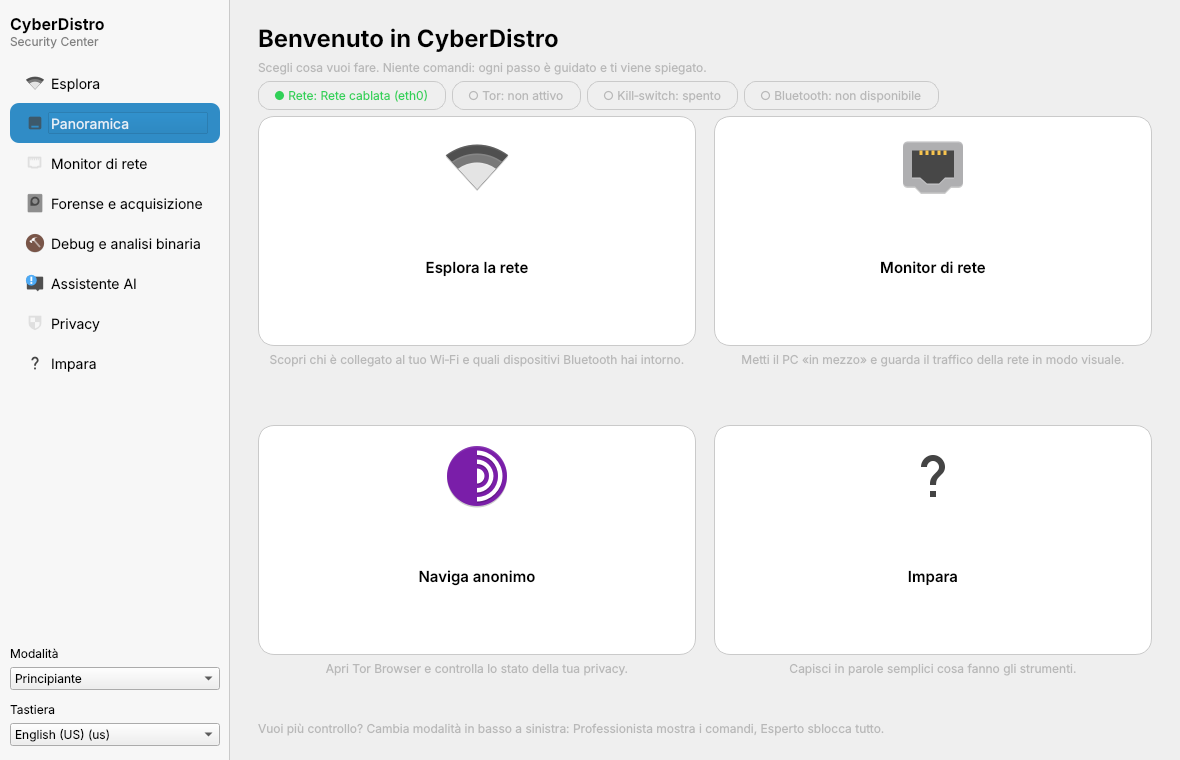 CyberDistro
Security Center
Esplora
Panoramica
Monitor di rete
Forense e acquisizione
Debug e analisi binaria
Assistente AI
Privacy
Impara
Modalità
Principiante
Tastiera
English (US) (us)
Benvenuto in CyberDistro
Scegli cosa vuoi fare. Niente comandi: ogni passo è guidato e ti viene spiegato.
Rete: Rete cablata (eth0)
Tor: non attivo
Kill-switch: spento
Bluetooth: non disponibile
Esplora la rete
Monitor di rete
Scopri chi è collegato al tuo Wi-Fi e quali dispositivi Bluetooth hai intorno.
Metti il PC «in mezzo» e guarda il traffico della rete in modo visuale.
Naviga anonimo
Impara
Apri Tor Browser e controlla lo stato della tua privacy.
Capisci in parole semplici cosa fanno gli strumenti.
Vuoi più controllo? Cambia modalità in basso a sinistra: Professionista mostra i comandi, Esperto sblocca tutto.